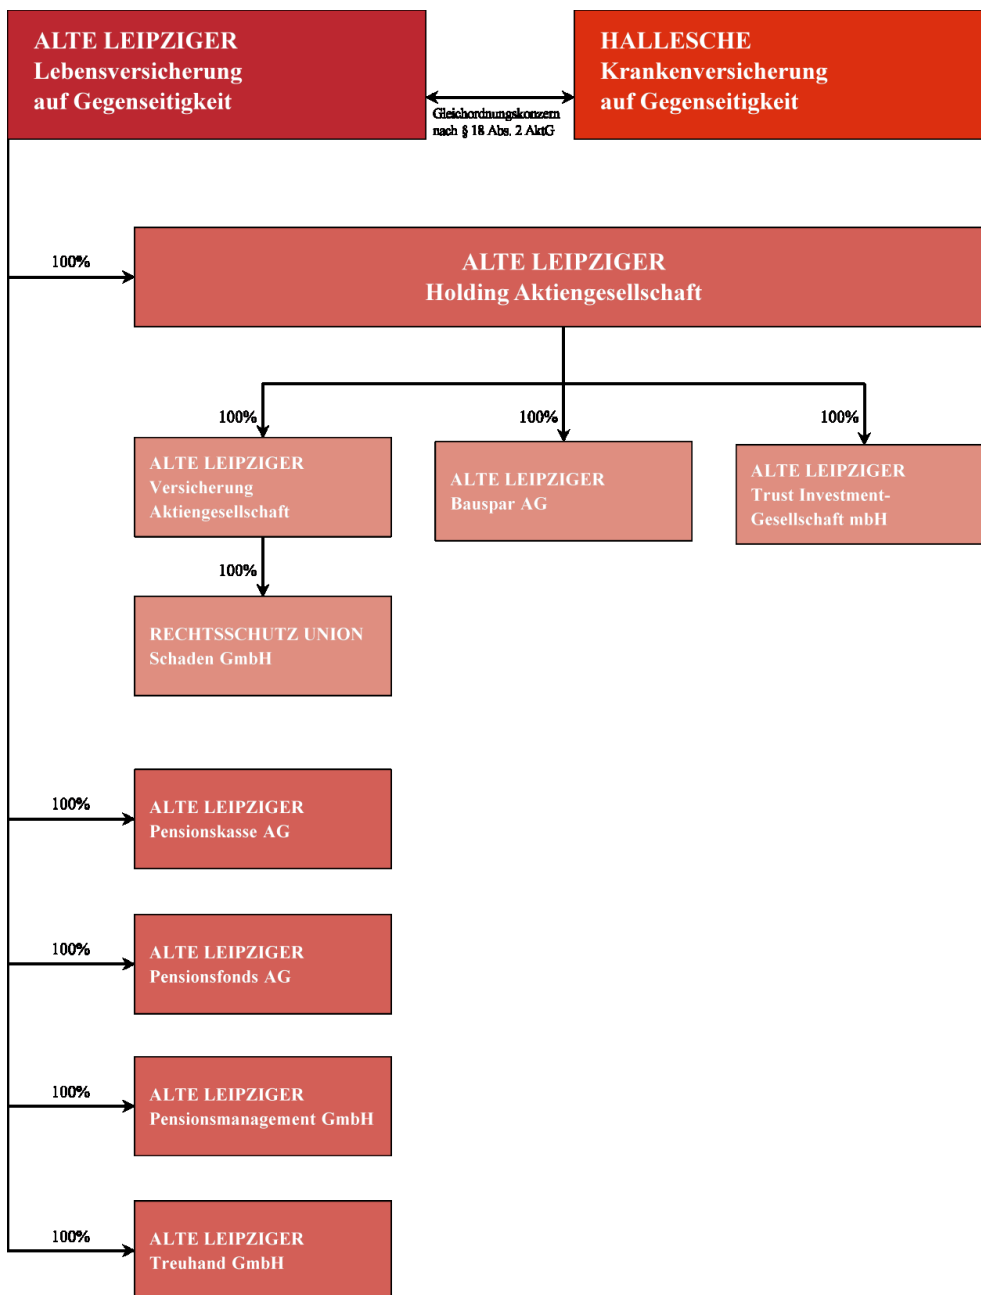 ALTE LEIPZIGER
Lebensversicherung
auf Gegenseitigkeit
HALLESCHE
Krankenversicherung
auf Gegenseitigkeit
Gleichordnungskonzern
nach § 18 Abs. 2 AktG
100%
ALTE LEIPZIGER
Holding Aktiengesellschaft
100%
100%
100%
ALTE LEIPZIGER
Versicherung
Aktiengesellschaft
ALTE LEIPZIGER
Bauspar AG
ALTE LEIPZIGER
Trust Investment-
Gesellschaft mbH
100%
RECHTSSCHUTZ UNION
Schaden GmbH
100%
ALTE LEIPZIGER
Pensionskasse AG
100%
ALTE LEIPZIGER
Pensionsfonds AG
100%
ALTE LEIPZIGER
Pensionsmanagement GmbH
100%
ALTE LEIPZIGER
Treuhand GmbH